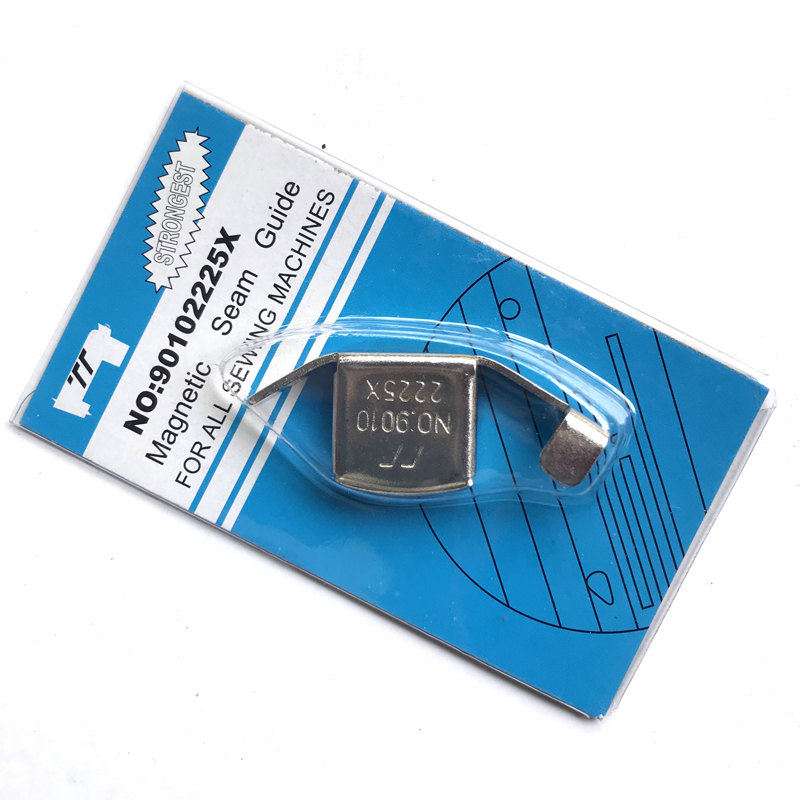 STRONGEST
TT
NO:90102225X
Magnetic Seam Guide
FOR ALL SEWING MACHINES
TT
NO.9010
2225X